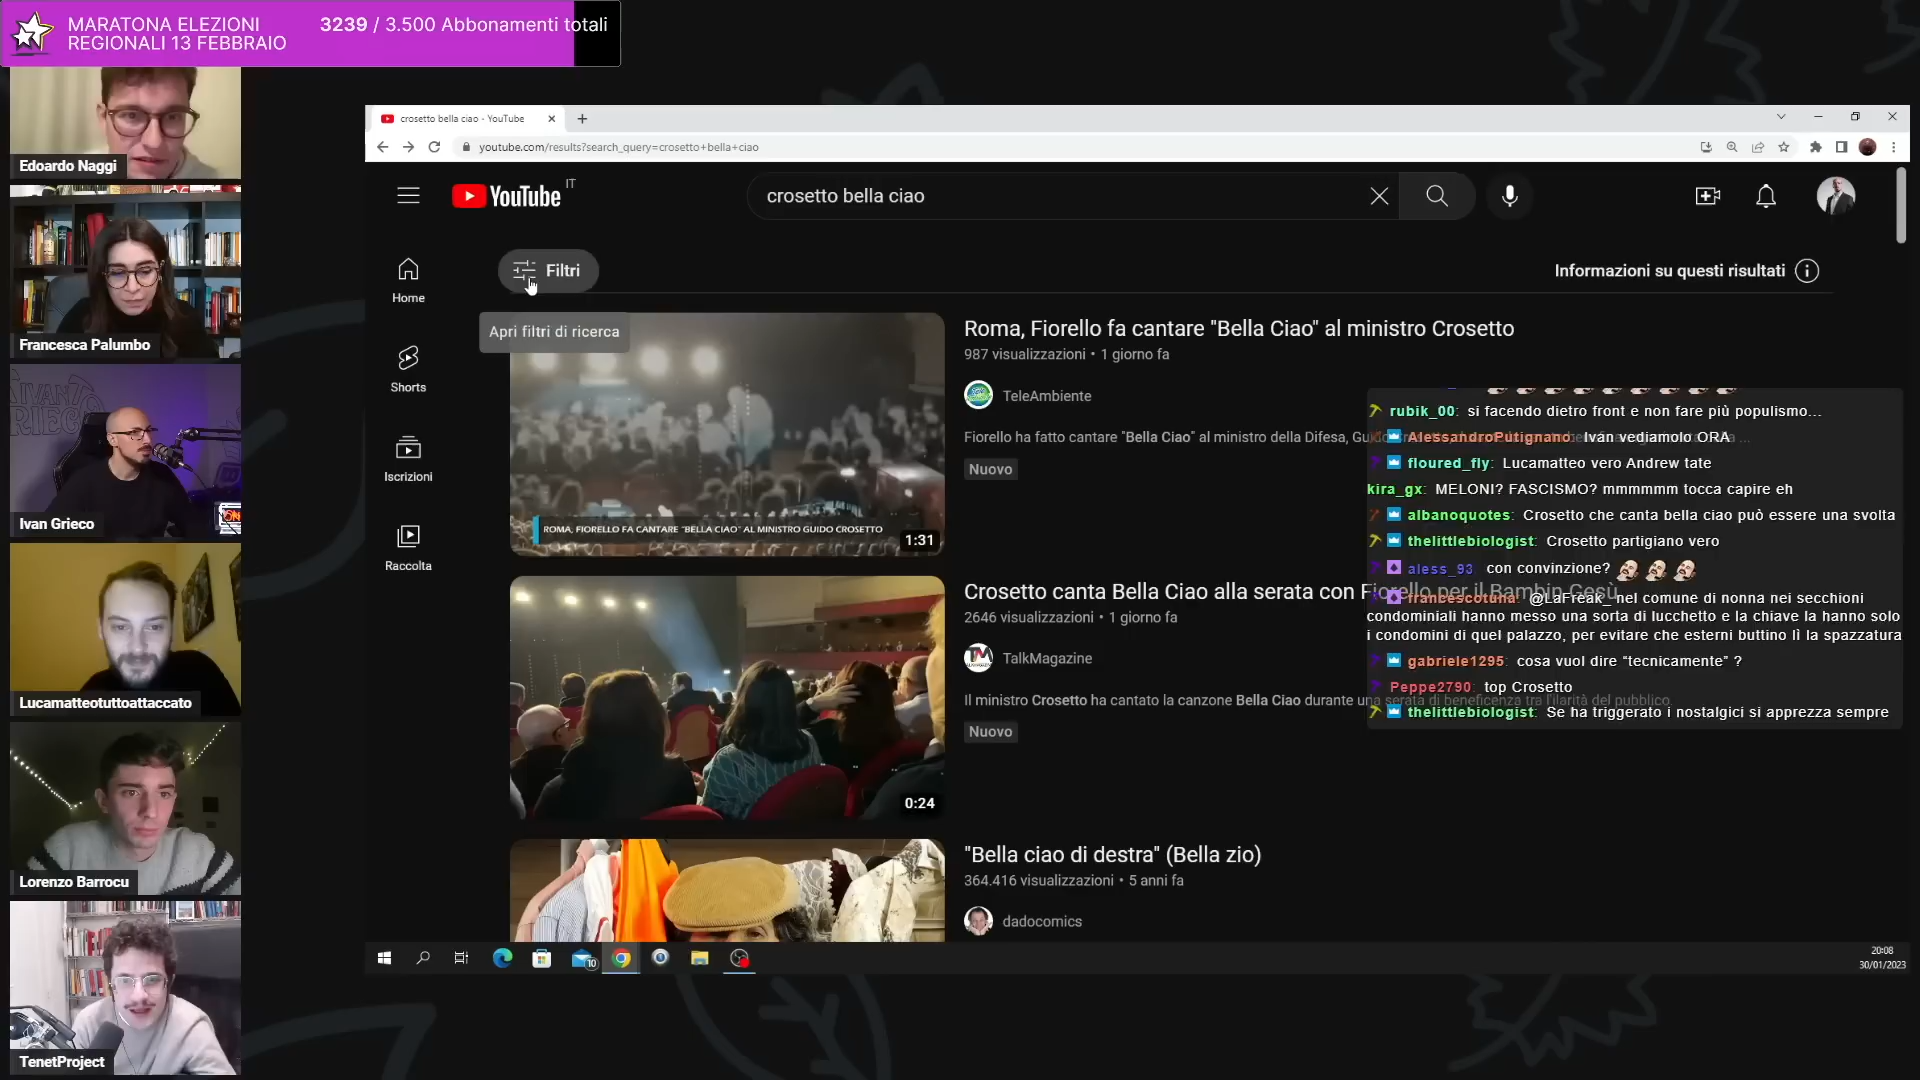 MARATONA ELEZIONI
REGIONALI 13 FEBBRAIO
3239 / 3.500 Abbonamenti totali
Edoardo Naggi
Francesca Palumbo
Ivan Grieco
Lucamatteotuttoattaccato
Lorenzo Barrocu
TenetProject
crosetto bella ciao - YouTube
youtube.com/results?search_query=crosetto+bella+ciao
YouTube IT
crosetto bella ciao
Home
Shorts
Iscrizioni
Raccolta
Filtri
Informazioni su questi risultati
Apri filtri di ricerca
ROMA, FIORELLO FA CANTARE "BELLA CIAO" AL MINISTRO GUIDO CROSETTO
1:31
Roma, Fiorello fa cantare "Bella Ciao" al ministro Crosetto
987 visualizzazioni • 1 giorno fa
TeleAmbiente
Fiorello ha fatto cantare "Bella Ciao" al ministro della Difesa, Gu
Nuovo
0:24
Crosetto canta Bella Ciao alla serata con Fiorello per il Bambin Gesù
2646 visualizzazioni • 1 giorno fa
TalkMagazine
Il ministro Crosetto ha cantato la canzone Bella Ciao durante una serata di beneficenza tra l'ilarità del pubblico.
Nuovo
"Bella ciao di destra" (Bella zio)
364.416 visualizzazioni • 5 anni fa
dadocomics
rubik_00: si facendo dietro front e non fare più populismo...
AlessandroPutignano: Ivan vediamolo ORA
floured_fly: Lucamatteo vero Andrew tate
kira_gx: MELONI? FASCISMO? mmmmmm tocca capire eh
albanoquotes: Crosetto che canta bella ciao può essere una svolta
thelittlebiologist: Crosetto partigiano vero
aless_93: con convinzione?
francescotuna: @LaFreak_ nel comune di nonna nei secchioni
condominiali hanno messo una sorta di lucchetto e la chiave la hanno solo
i condomini di quel palazzo, per evitare che esterni buttino lì la spazzatura
gabriele1295: cosa vuol dire “tecnicamente” ?
Peppe2790: top Crosetto
thelittlebiologist: Se ha triggerato i nostalgici si apprezza sempre
10
20:08
30/01/2023